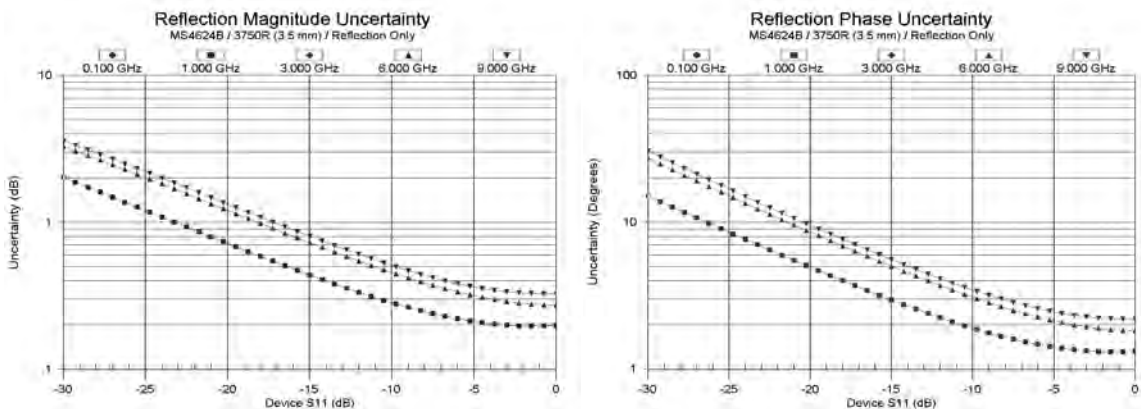 Reflection Magnitude Uncertainty
MS4624B / 3750R (3.5 mm) / Reflection Only
0.100 GHz 1.000 GHz 3.000 GHz 6.000 GHz 9.000 GHz
10
1
.1
Uncertainty (dB)
-30 -25 -20 -15 -10 -5 0
Device S11 (dB)
Reflection Phase Uncertainty
MS4624B / 3750R (3.5 mm) / Reflection Only
0.100 GHz 1.000 GHz 3.000 GHz 6.000 GHz 9.000 GHz
100
10
1
Uncertainty (Degrees)
-30 -25 -20 -15 -10 -5 0
Device S11 (dB)